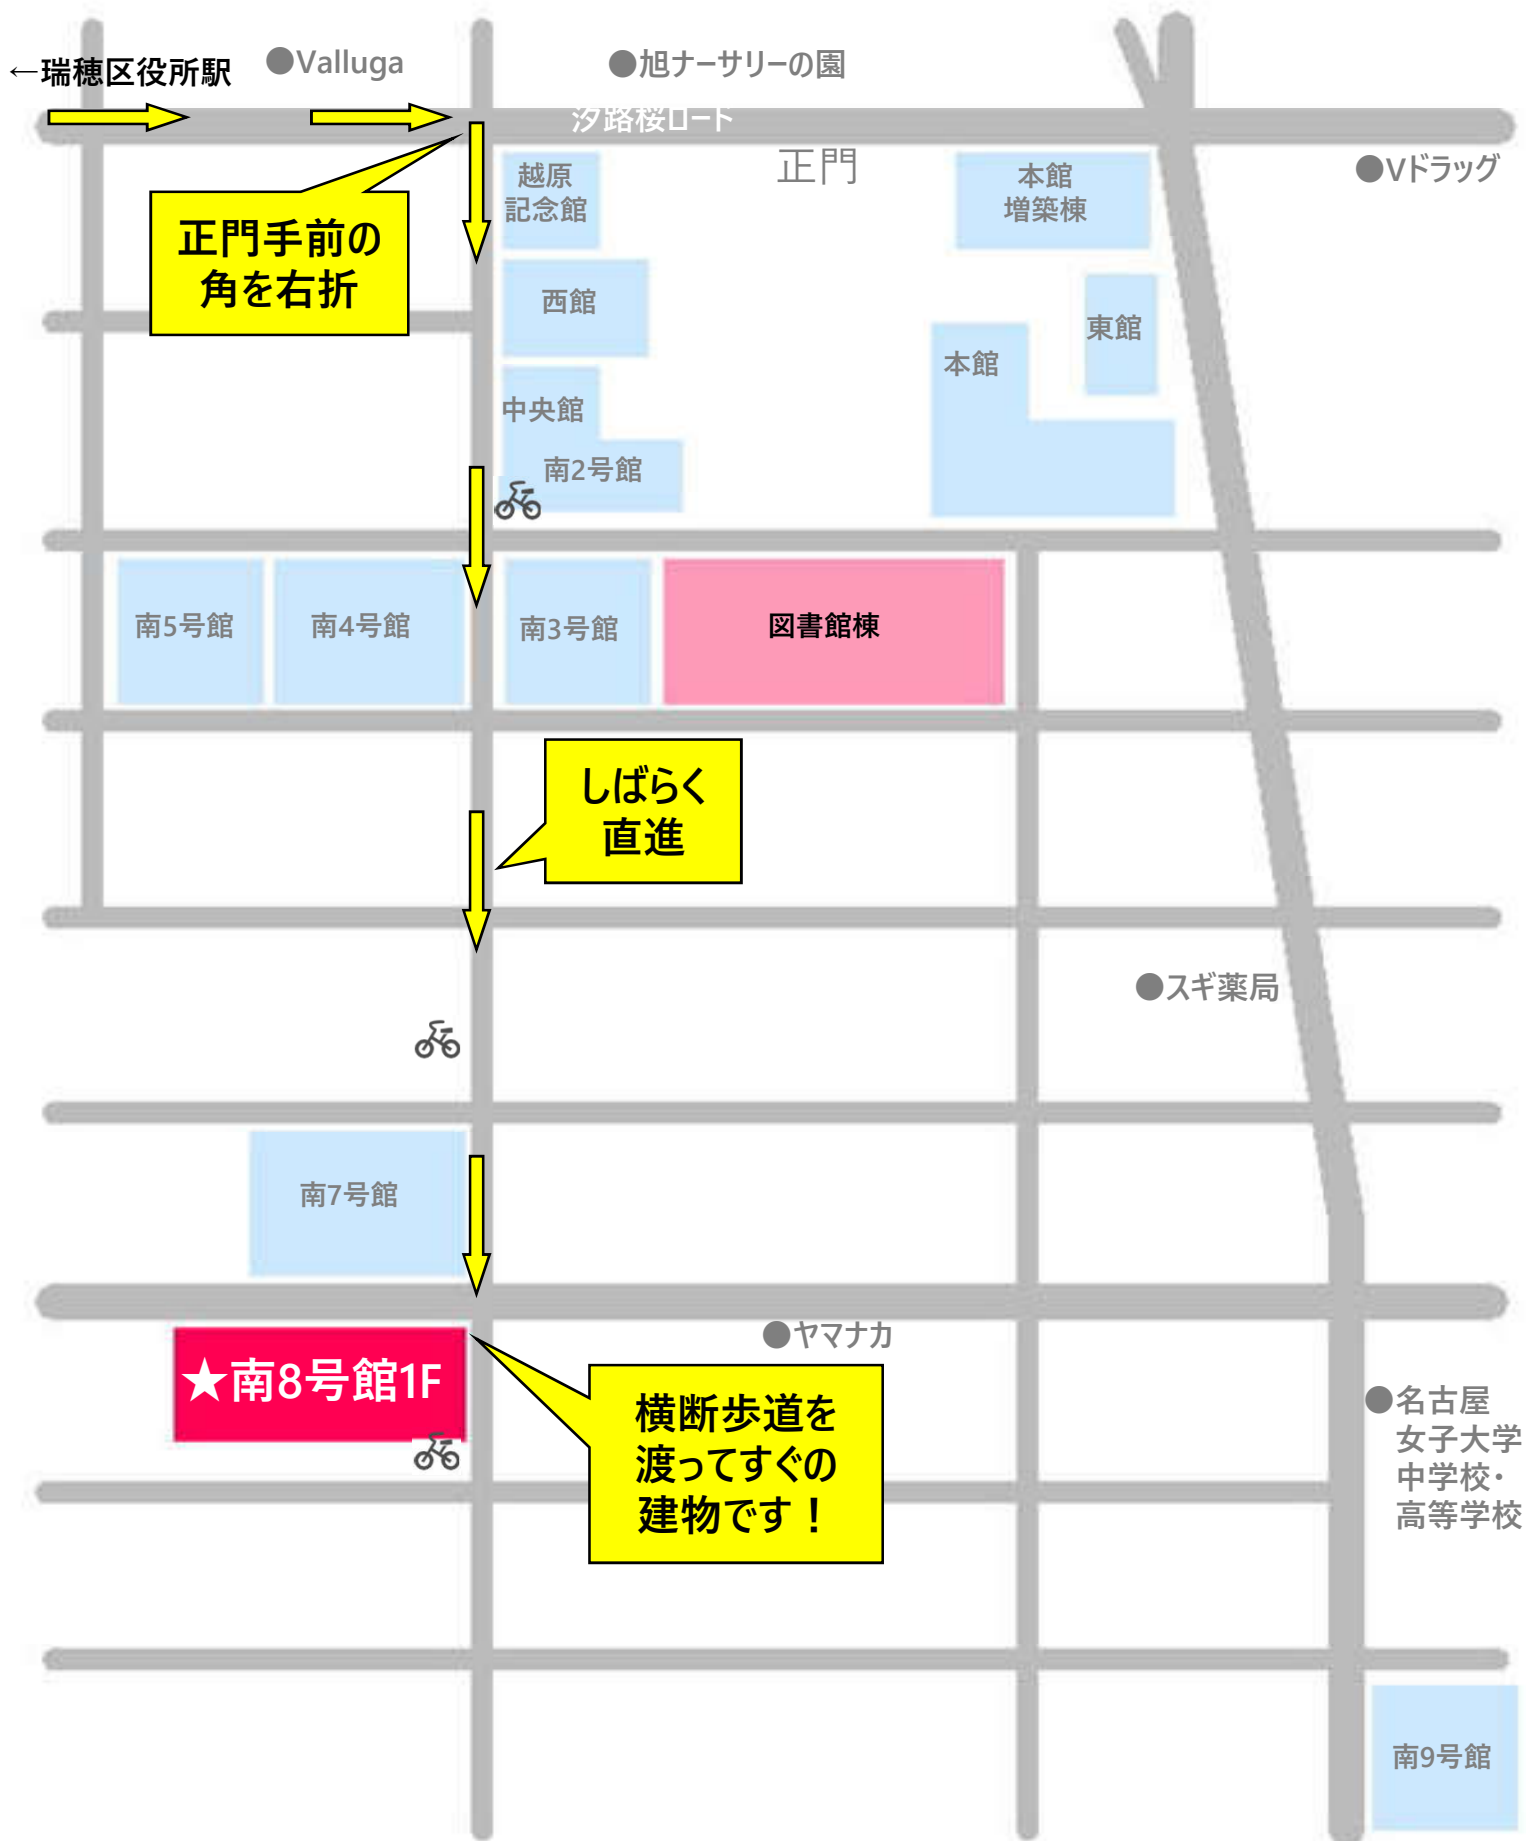 ←瑞穂区役所駅
●Valluga
●旭ナーサリーの園
汐路桜ロード
正門
●Vドラッグ
越原
記念館
本館
増築棟
正門手前の
角を右折
西館
東館
本館
中央館
南2号館
南5号館
南4号館
南3号館
図書館棟
しばらく
直進
●スギ薬局
南7号館
●ヤマナカ
★南8号館1F
横断歩道を
渡ってすぐの
建物です！
●名古屋
女子大学
中学校・
高等学校
南9号館